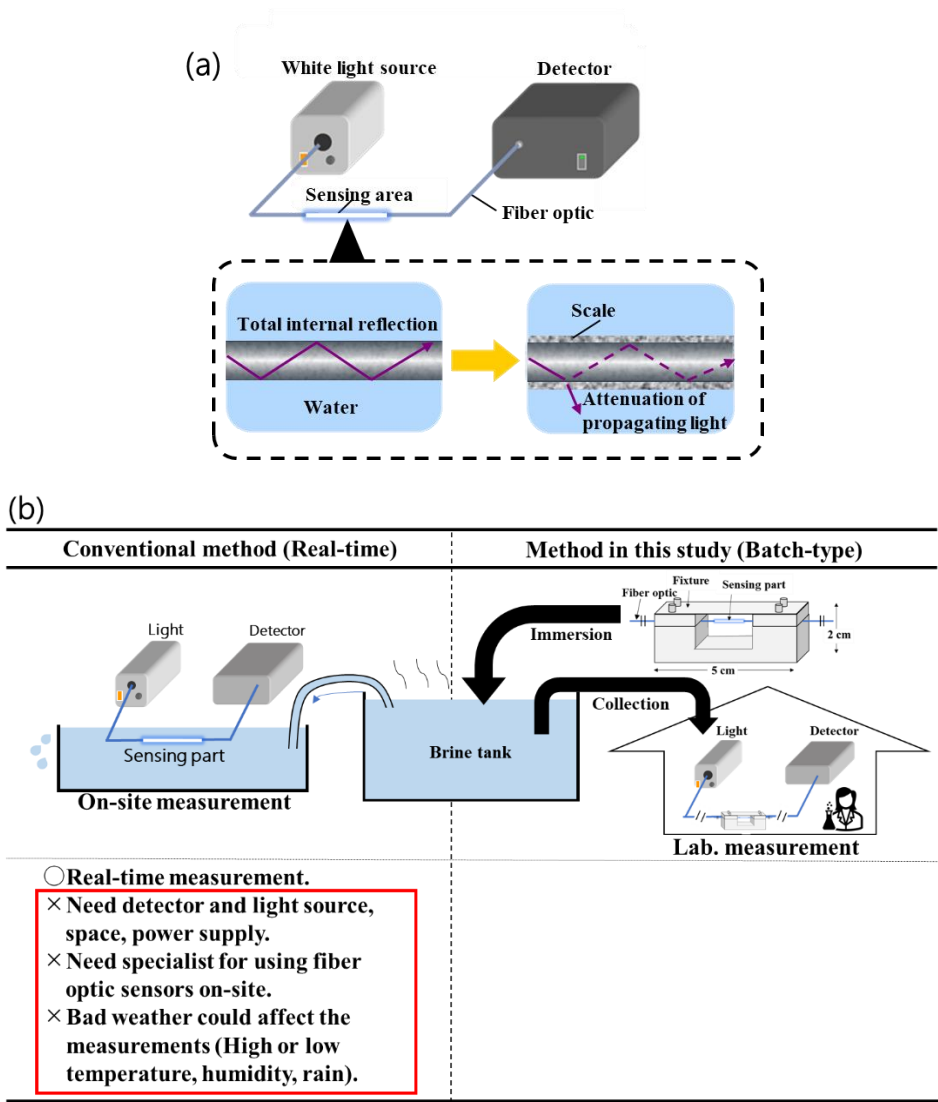 (a)
White light source
Detector
Sensing area
Fiber optic
Total internal reflection
Water
Scale
Attenuation of
propagating light
(b)
Conventional method (Real-time)
Method in this study (Batch-type)
Light
Detector
Sensing part
On-site measurement
Brine tank
Immersion
Fiber optic
Fixture
Sensing part
2 cm
5 cm
Collection
Light
Detector
Lab. measurement
○Real-time measurement.
×Need detector and light source,
space, power supply.
×Need specialist for using fiber
optic sensors on-site.
×Bad weather could affect the
measurements (High or low
temperature, humidity, rain).